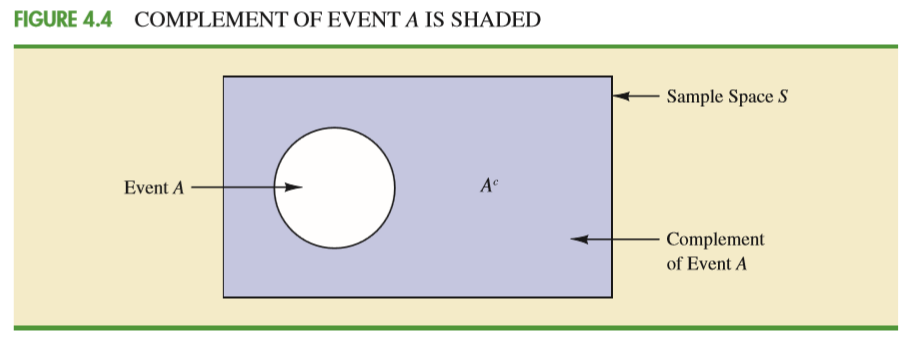 FIGURE 4.4 COMPLEMENT OF EVENT A IS SHADED
Sample Space S
Event A
Aᶜ
Complement
of Event A